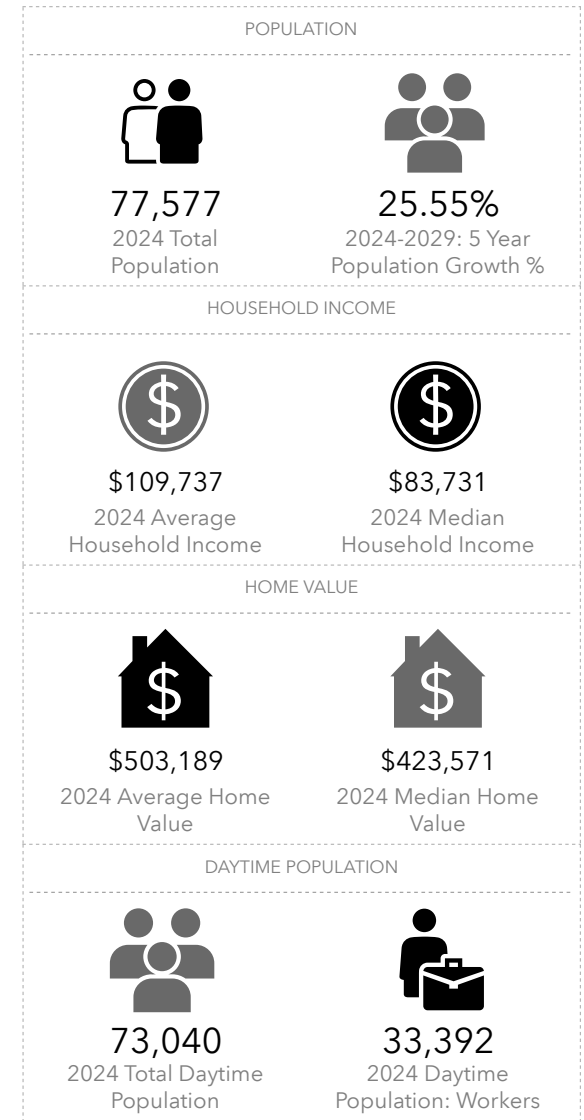 POPULATION
77,577
2024 Total
Population
25.55%
2024-2029: 5 Year
Population Growth %
HOUSEHOLD INCOME
$
$109,737
2024 Average
Household Income
$
$83,731
2024 Median
Household Income
HOME VALUE
$
$503,189
2024 Average Home
Value
$
$423,571
2024 Median Home
Value
DAYTIME POPULATION
73,040
2024 Total Daytime
Population
33,392
2024 Daytime
Population: Workers